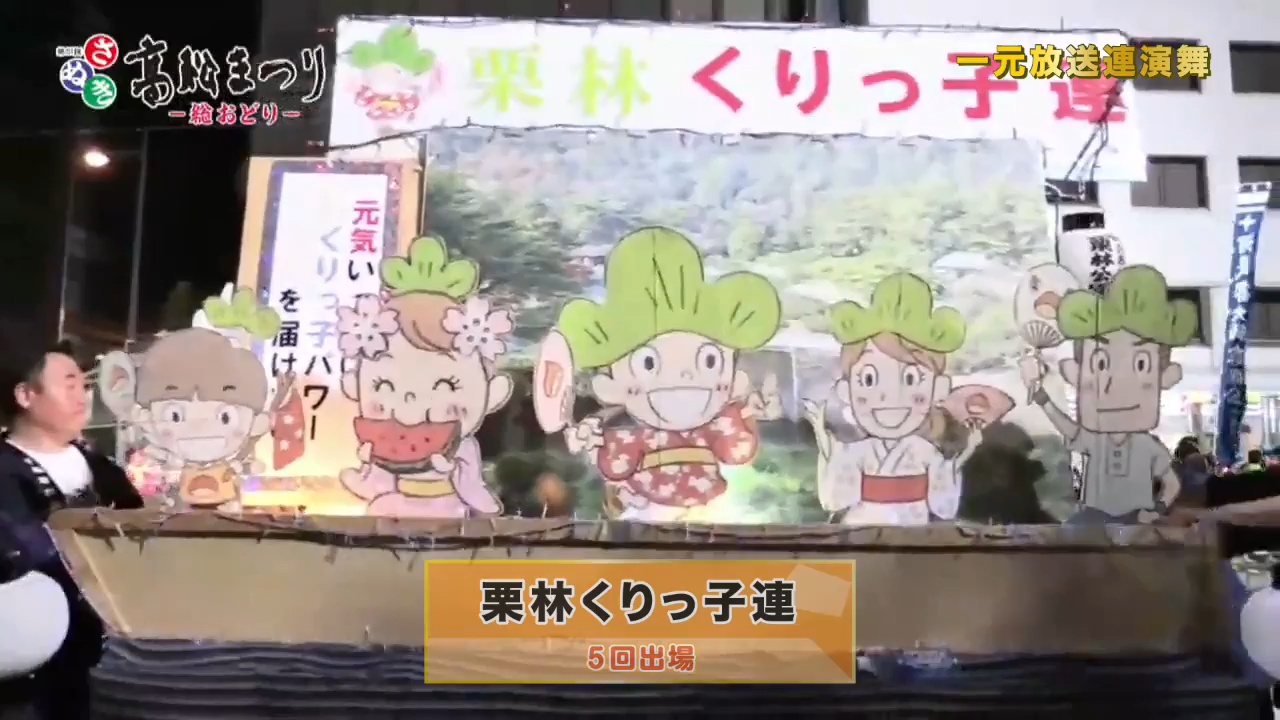 さぬき
高松まつり
－総おどり－
栗林 くりっ子連
一元放送連演舞
元気い
くりっ子パワー
を届け
栗林
栗林くりっ子連
5回出場